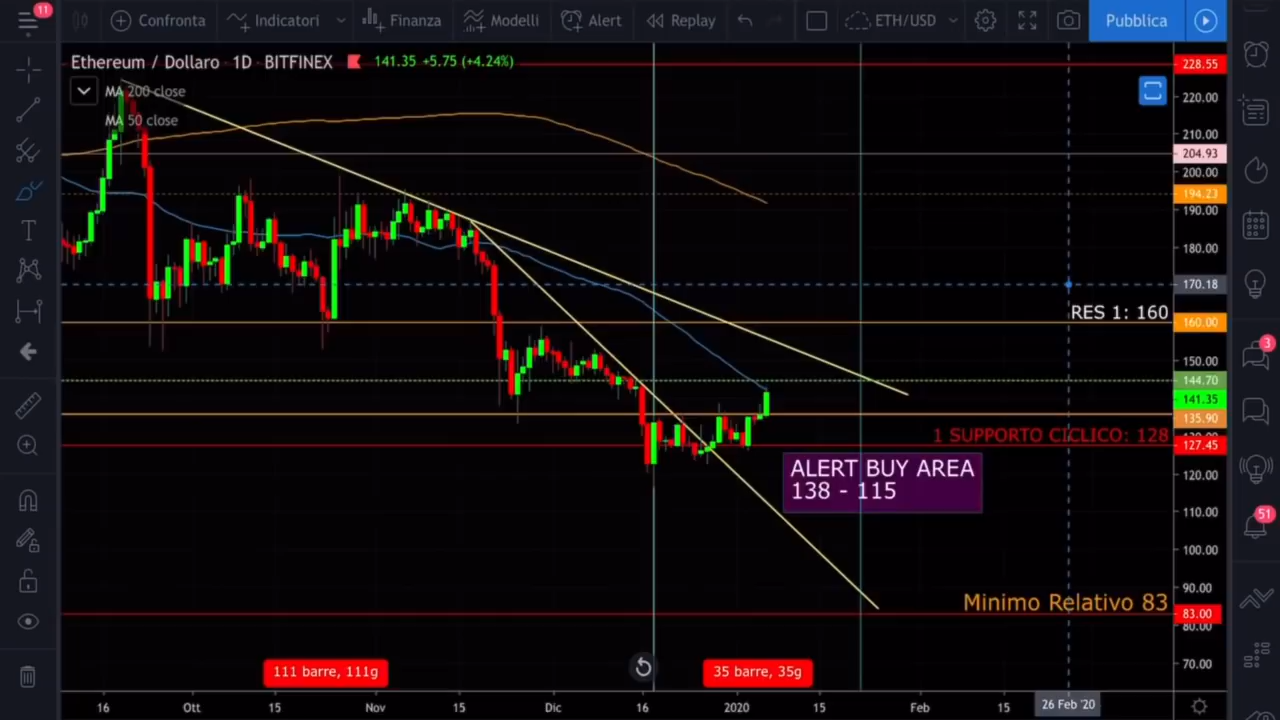 11
Confronta
Indicatori
Finanza
Modelli
Alert
Replay
ETH/USD
Pubblica
Ethereum / Dollaro · 1D · BITFINEX
141.35 +5.75 (+4.24%)
MA 200 close
MA 50 close
228.55
220.00
210.00
204.93
200.00
194.23
190.00
180.00
170.18
RES 1: 160
160.00
150.00
144.70
141.35
135.90
1 SUPPORTO CICLICO: 128
127.45
120.00
ALERT BUY AREA
138 - 115
110.00
100.00
90.00
Minimo Relativo 83
83.00
80.00
70.00
3
51
111 barre, 111g
35 barre, 35g
16
Ott
15
Nov
15
Dic
16
2020
15
Feb
15
26 Feb '20